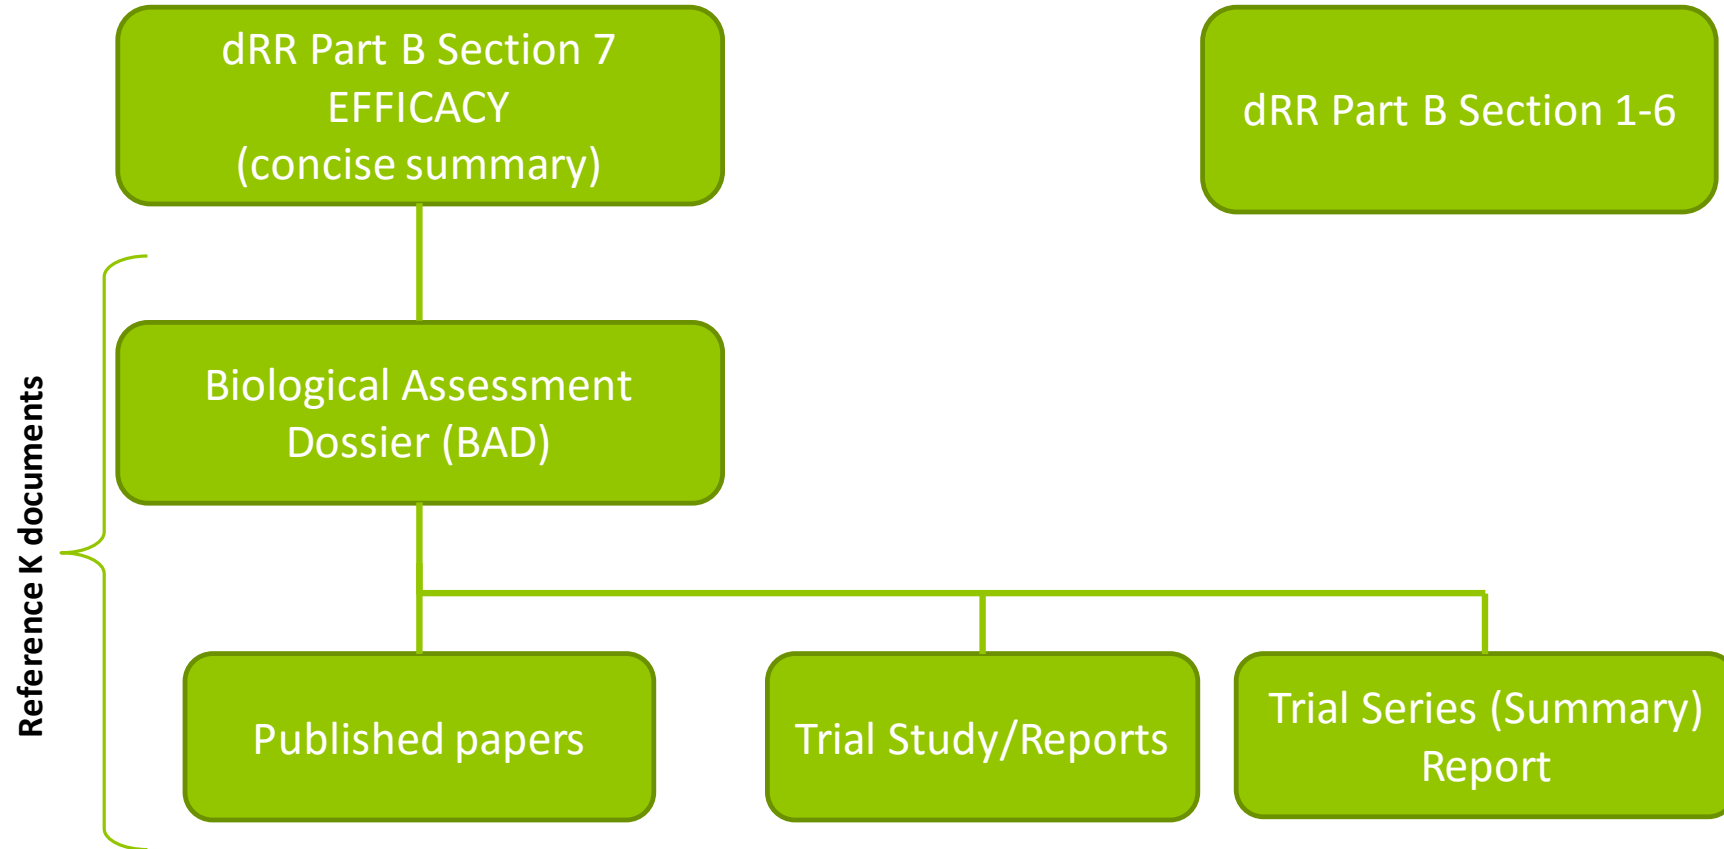 dRR Part B Section 7
EFFICACY
(concise summary)
dRR Part B Section 1-6
Reference K documents
Biological Assessment
Dossier (BAD)
Published papers
Trial Study/Reports
Trial Series (Summary)
Report